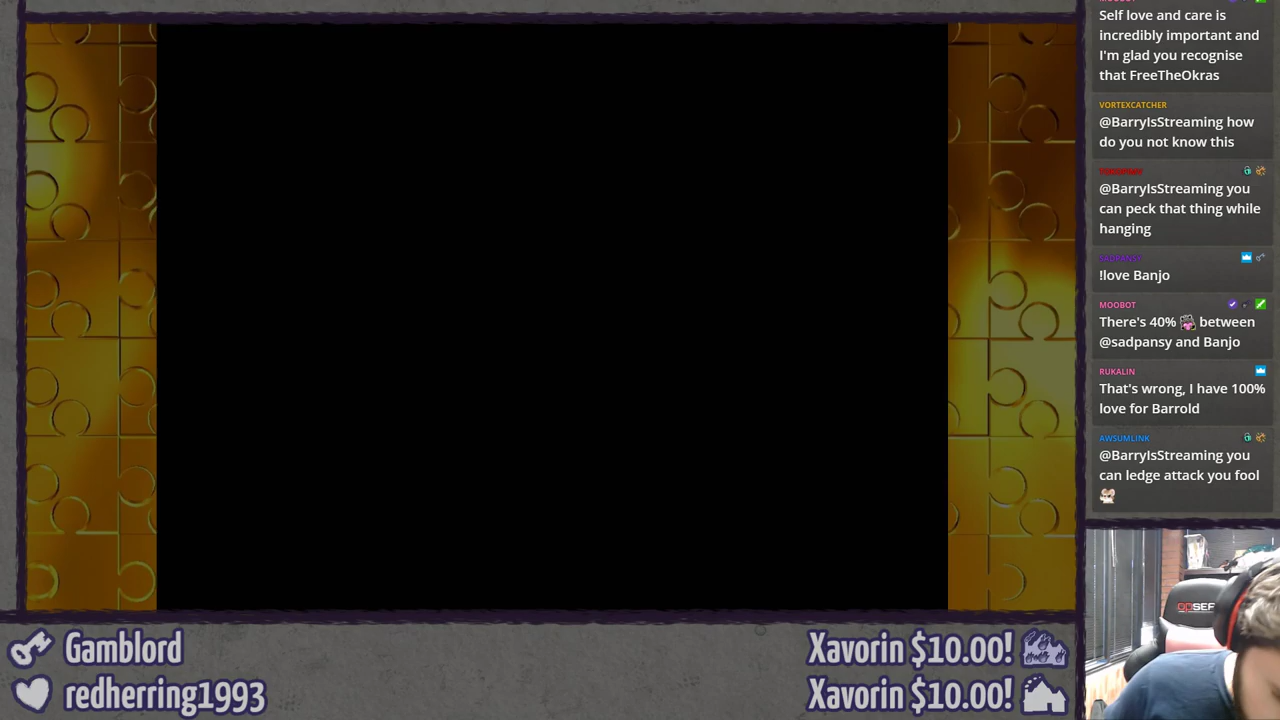 Self love and care is
incredibly important and
I'm glad you recognise
that FreeTheOkras
VORTEXCATCHER
@BarryIsStreaming how
do you not know this
@BarryIsStreaming you
can peck that thing while
hanging
SADPANSY
!love Banjo
MOOBOT
There's 40% between
@sadpansy and Banjo
RUKALIN
That's wrong, I have 100%
love for Barrold
AWSUMLINK
@BarryIsStreaming you
can ledge attack you fool
Gamblord
redherring1993
Xavorin $10.00!
Xavorin $10.00!